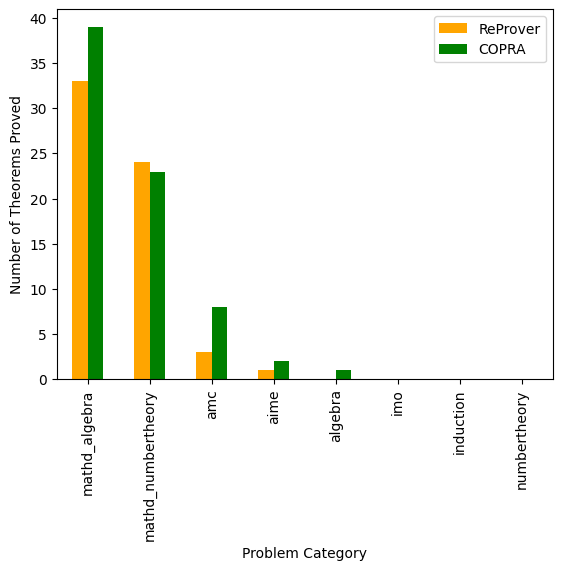 40
35
30
25
20
15
10
5
0
Number of Theorems Proved
ReProver
COPRA
mathd_algebra
mathd_numbertheory
amc
aime
algebra
imo
induction
numbertheory
Problem Category